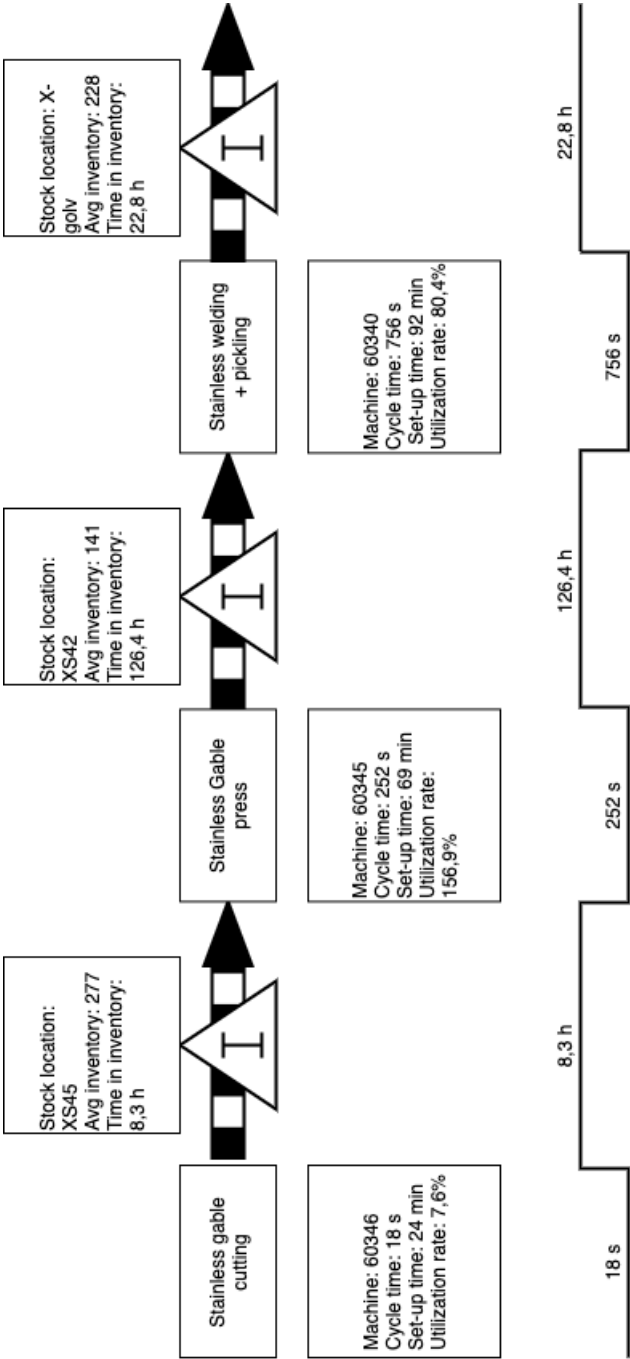 Stock location:
XS45
Avg inventory: 277
Time in inventory:
8,3 h
Stock location:
XS42
Avg inventory: 141
Time in inventory:
126,4 h
Stock location: X-
golv
Avg inventory: 228
Time in inventory:
22,8 h
I
I
I
Stainless gable
cutting
Stainless Gable
press
Stainless welding
+ pickling
Machine: 60346
Cycle time: 18 s
Set-up time: 24 min
Utilization rate: 7,6%
Machine: 60345
Cycle time: 252 s
Set-up time: 69 min
Utilization rate:
156,9%
Machine: 60340
Cycle time: 756 s
Set-up time: 92 min
Utilization rate: 80,4%
18 s
8,3 h
252 s
126,4 h
756 s
22,8 h